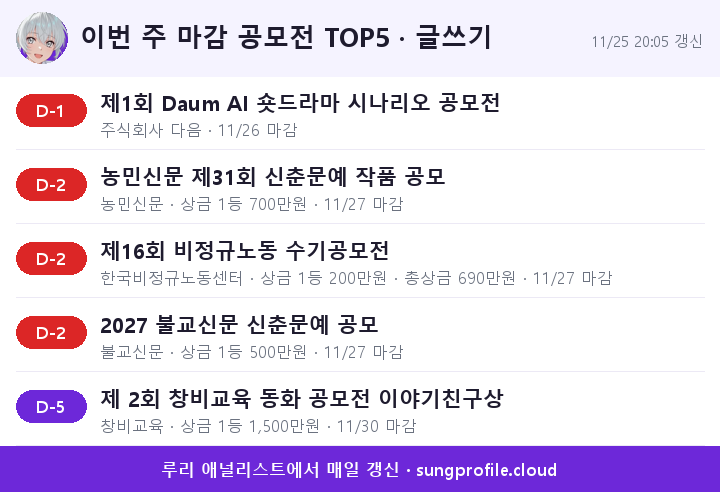 이번 주 마감 공모전 TOP5 · 글쓰기
11/25 20:05 갱신
D-1
제1회 Daum AI 숏드라마 시나리오 공모전
주식회사 다음 · 11/26 마감
D-2
농민신문 제31회 신춘문예 작품 공모
농민신문 · 상금 1등 700만원 · 11/27 마감
D-2
제16회 비정규노동 수기공모전
한국비정규노동센터 · 상금 1등 200만원 · 총상금 690만원 · 11/27 마감
D-2
2027 불교신문 신춘문예 공모
불교신문 · 상금 1등 500만원 · 11/27 마감
D-5
제 2회 창비교육 동화 공모전 이야기친구상
창비교육 · 상금 1등 1,500만원 · 11/30 마감
루리 애널리스트에서 매일 갱신 · sungprofile.cloud